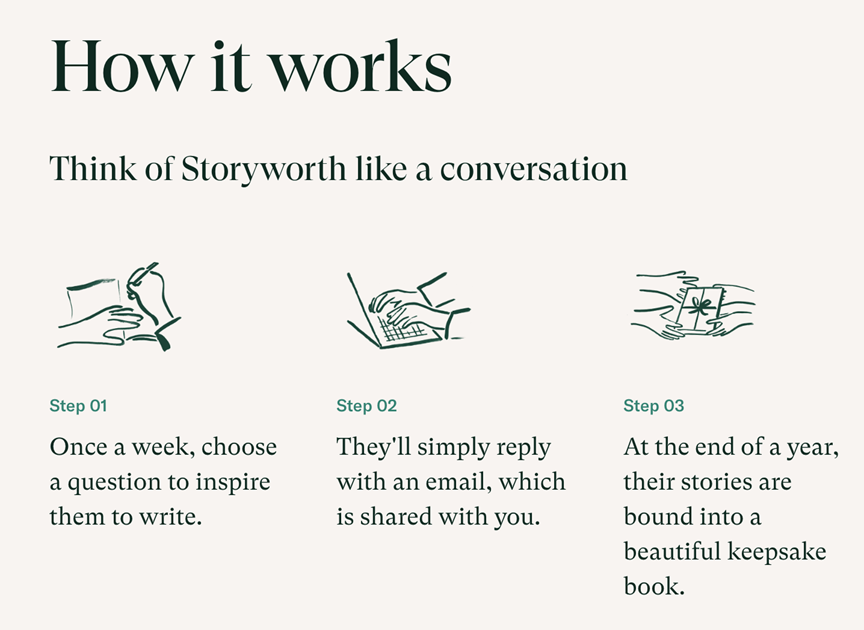 How it works
Think of Storyworth like a conversation
Step 01
Once a week, choose
a question to inspire
them to write.
Step 02
They'll simply reply
with an email, which
is shared with you.
Step 03
At the end of a year,
their stories are
bound into a
beautiful keepsake
book.